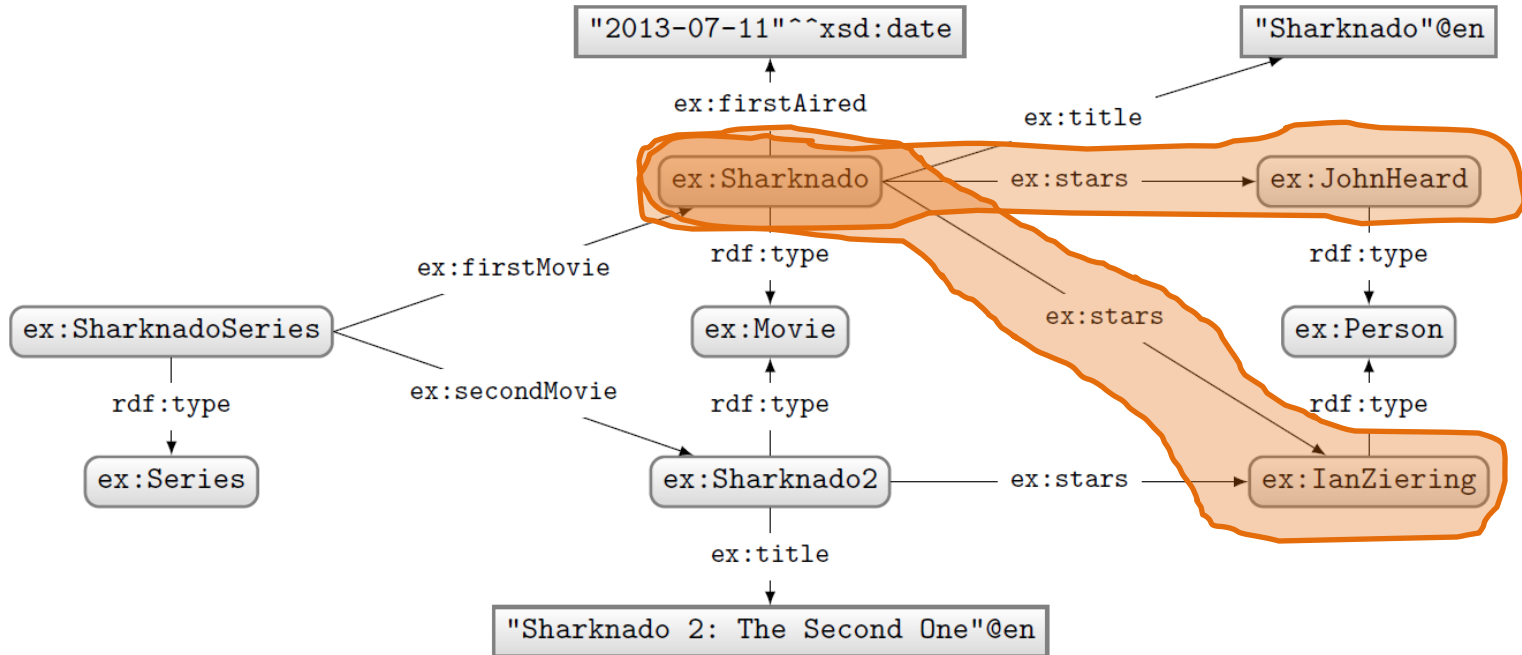 "2013-07-11"^^xsd:date
"Sharknado"@en
ex:firstAired
ex:title
ex:Sharknado
ex:stars
ex:JohnHeard
rdf:type
rdf:type
ex:firstMovie
ex:stars
ex:SharknadoSeries
ex:Movie
ex:Person
ex:secondMovie
rdf:type
rdf:type
rdf:type
ex:Series
ex:Sharknado2
ex:stars
ex:IanZiering
ex:title
"Sharknado 2: The Second One"@en